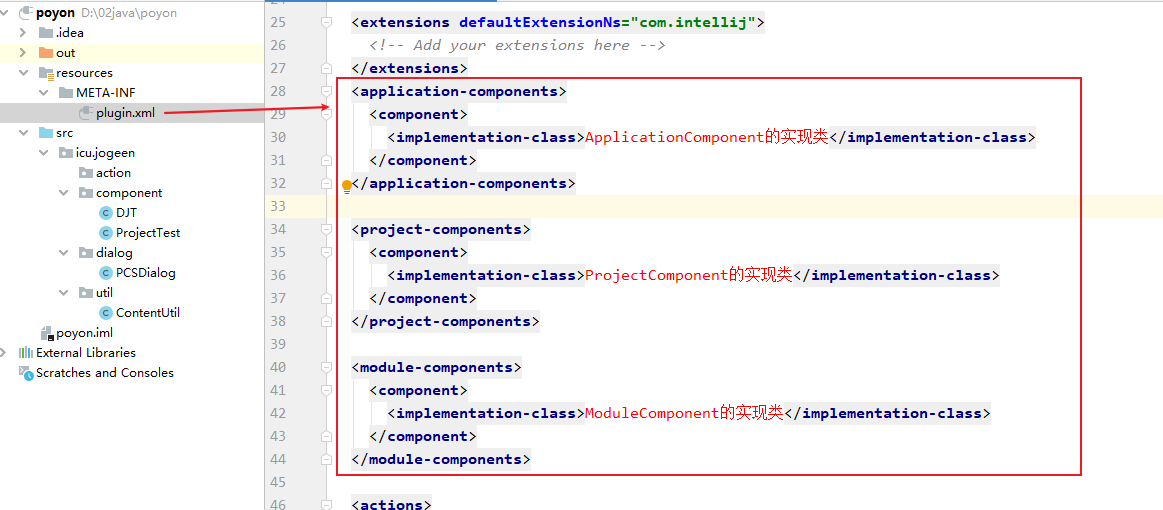 poyon D:\02java\poyon
.idea
out
resources
META-INF
plugin.xml
src
icu.jogeen
action
component
DJT
ProjectTest
dialog
PCSDialog
util
ContentUtil
poyon.iml
External Libraries
Scratches and Consoles
25 <extensions defaultExtensionNs="com.intellij">
26 <!-- Add your extensions here -->
27 </extensions>
28 <application-components>
29 <component>
30 <implementation-class>ApplicationComponent的实现类</implementation-class>
31 </component>
32 </application-components>
33
34 <project-components>
35 <component>
36 <implementation-class>ProjectComponent的实现类</implementation-class>
37 </component>
38 </project-components>
39
40 <module-components>
41 <component>
42 <implementation-class>ModuleComponent的实现类</implementation-class>
43 </component>
44 </module-components>
45
46 <actions>